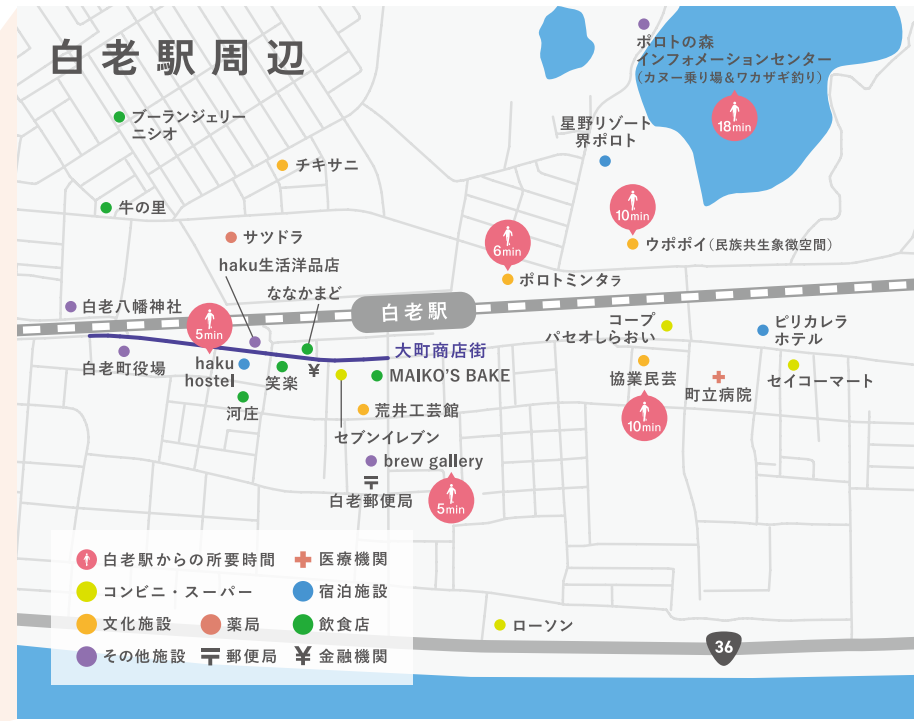 白老駅周辺
ポロトの森
インフォメーションセンター
(カヌー乗り場&ワカサギ釣り)
18min
ブーランジェリー
ニシオ
星野リゾート
界ポロト
チキサニ
牛の里
10min
サツドラ
6min
ウポポイ(民族共生象徴空間)
haku生活洋品店
ポロトミンタㇻ
ななかまど
白老八幡神社
白老駅
コープ
パセオしらおい
ピリカレラ
ホテル
5min
大町商店街
白老町役場
haku
hostel
笑楽
¥
MAIKO'S BAKE
協業民芸
町立病院
セイコーマート
河庄
荒井工芸館
10min
セブンイレブン
brew gallery
〒
白老郵便局
5min
白老駅からの所要時間
医療機関
コンビニ・スーパー
宿泊施設
文化施設
薬局
飲食店
その他施設
〒 郵便局
¥ 金融機関
ローソン
36